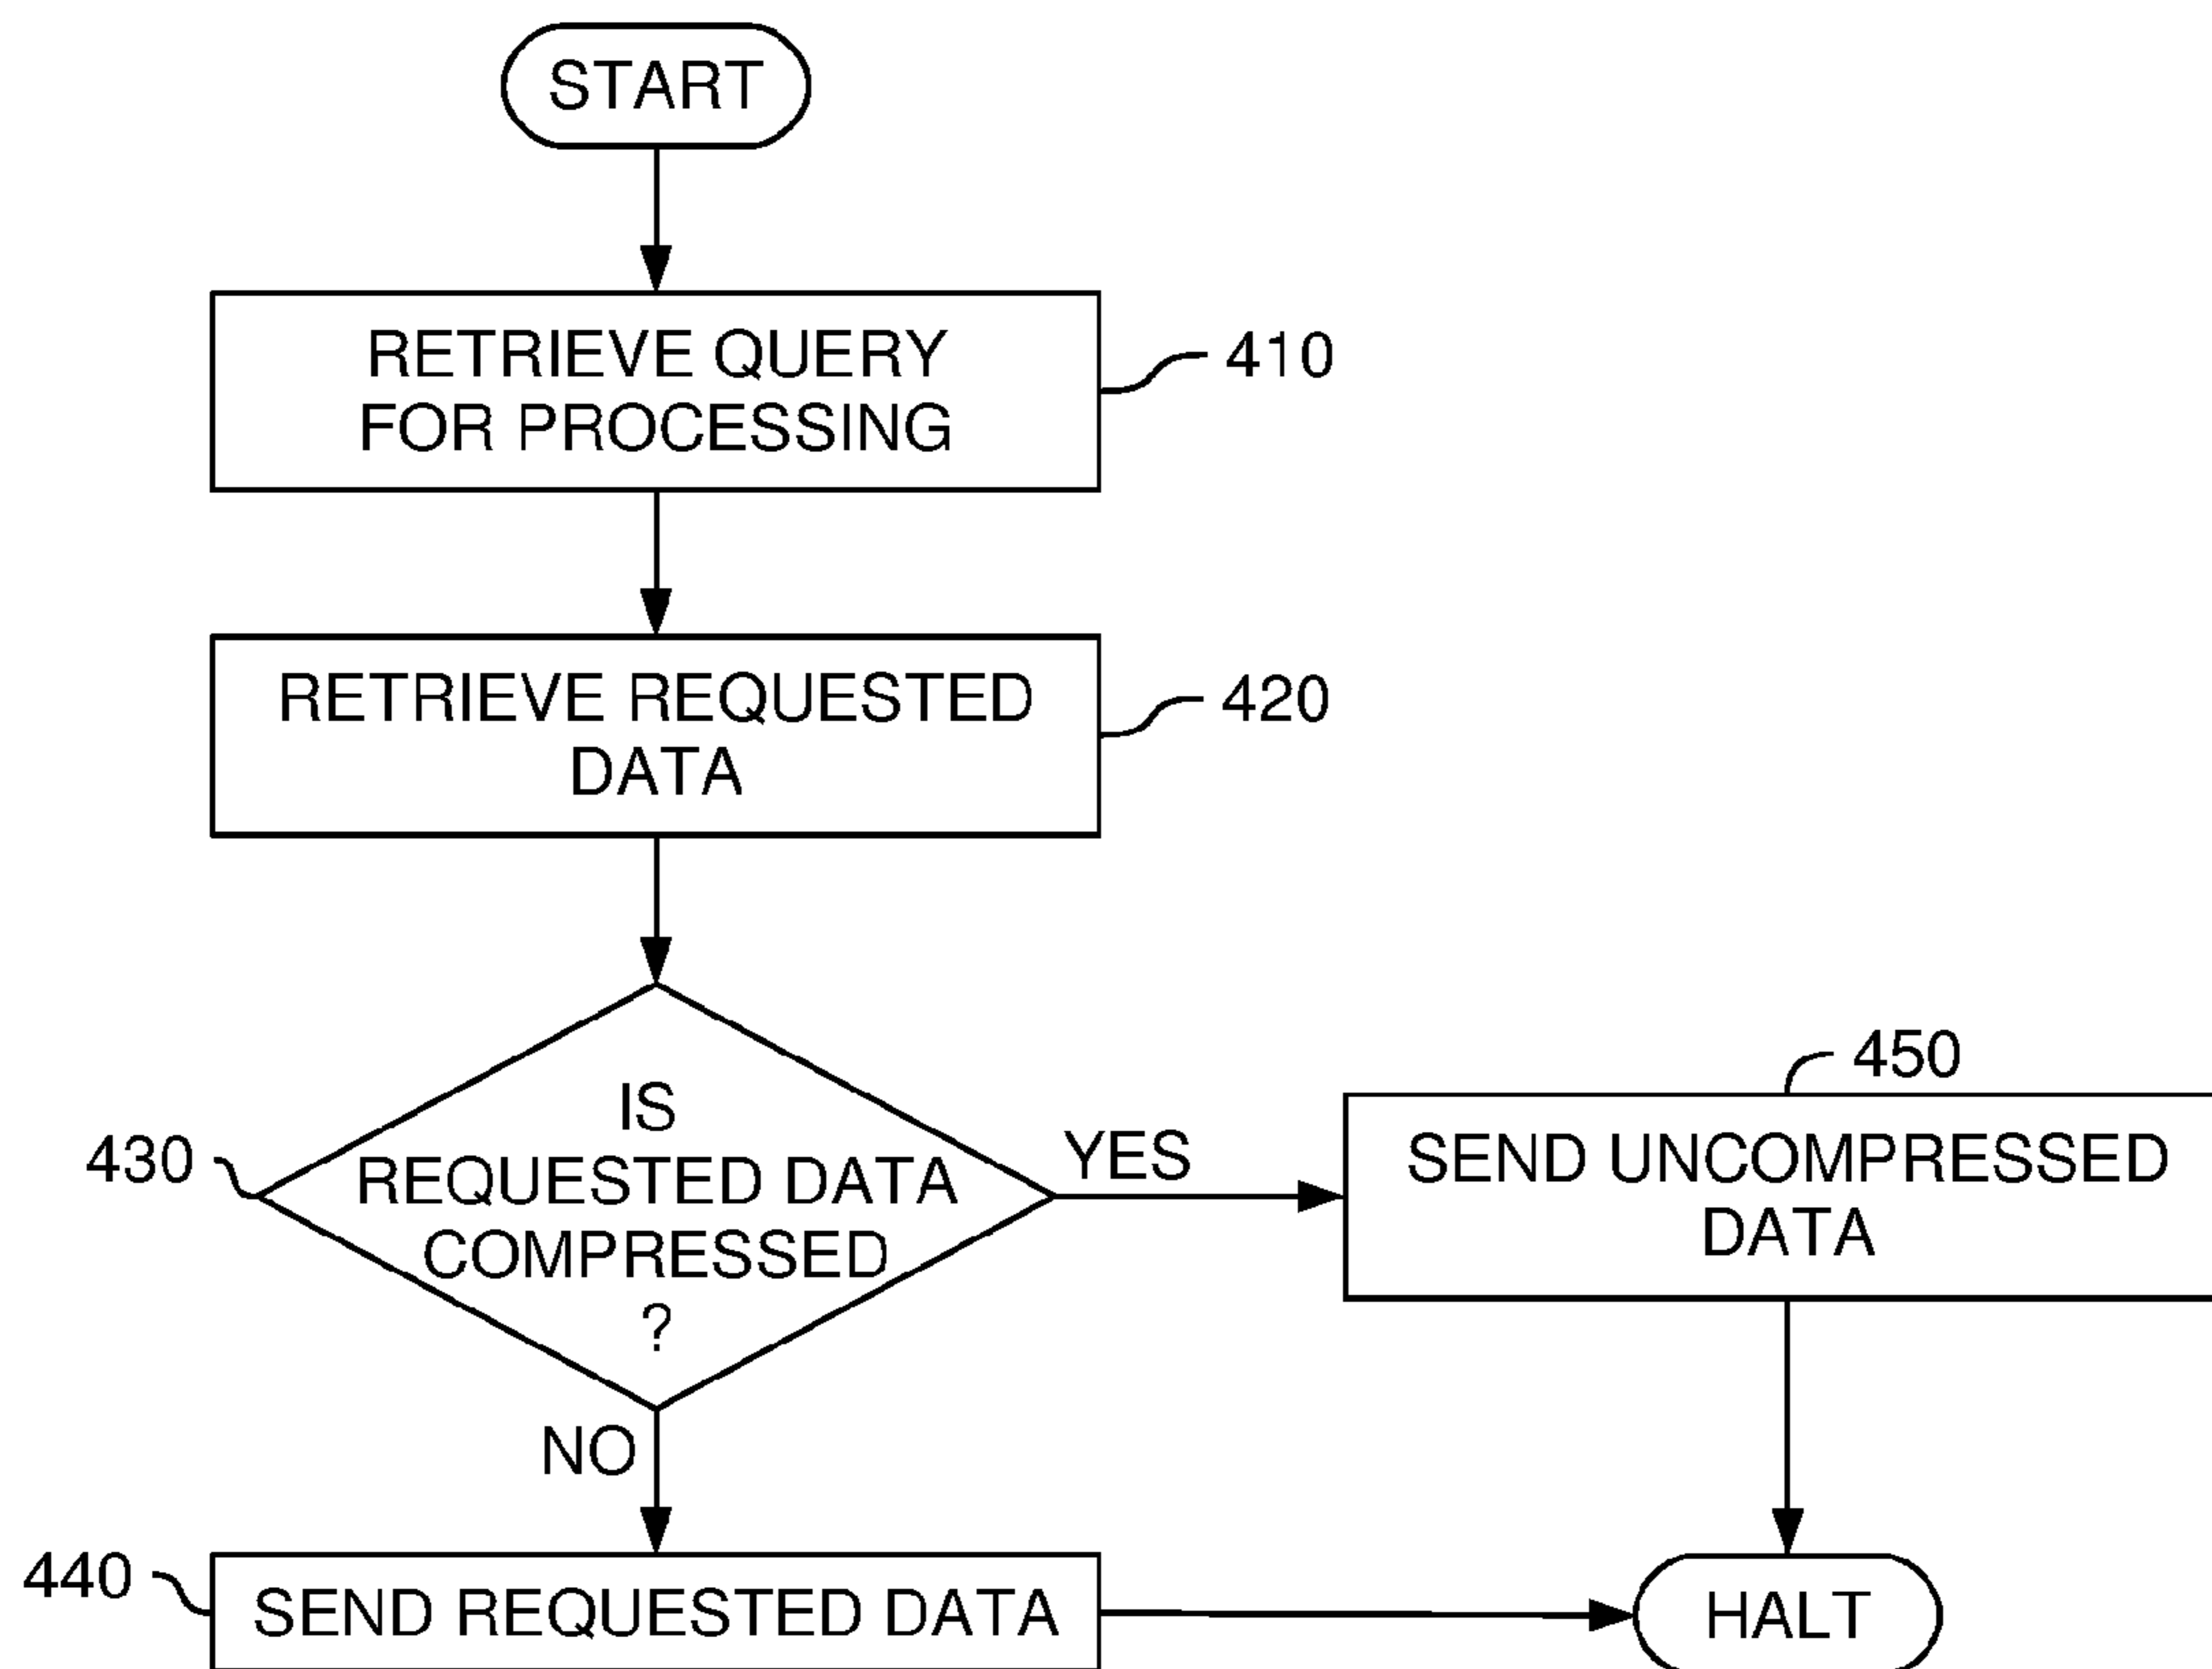 START
RETRIEVE QUERY
FOR PROCESSING
410
RETRIEVE REQUESTED
DATA
420
IS
REQUESTED DATA
COMPRESSED
?
430
YES
450
SEND UNCOMPRESSED
DATA
NO
440
SEND REQUESTED DATA
HALT